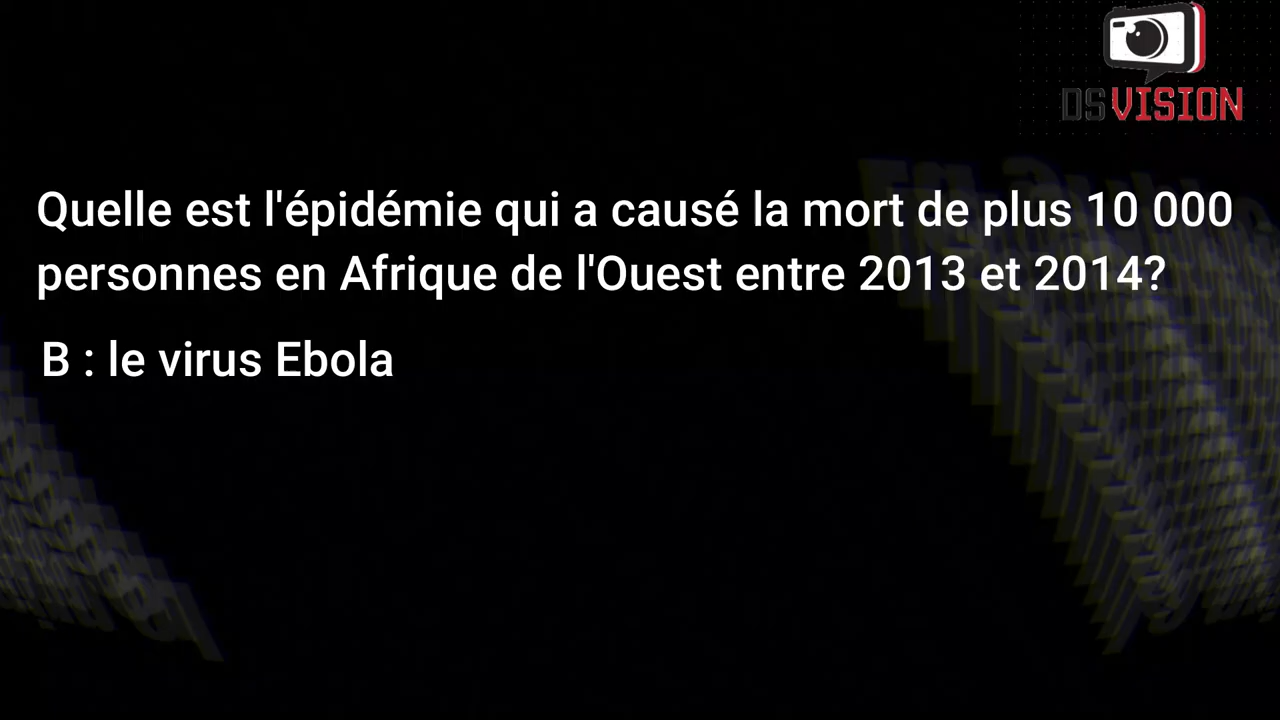 DSVISION
Quelle est l'épidémie qui a causé la mort de plus 10 000
personnes en Afrique de l'Ouest entre 2013 et 2014?
B : le virus Ebola